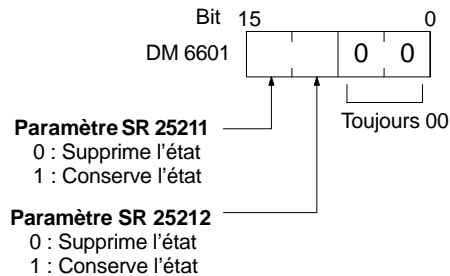 Bit 15 0
DM 6601 0 0
Toujours 00
Paramètre SR 25211
0 : Supprime l'état
1 : Conserve l'état
Paramètre SR 25212
0 : Supprime l'état
1 : Conserve l'état